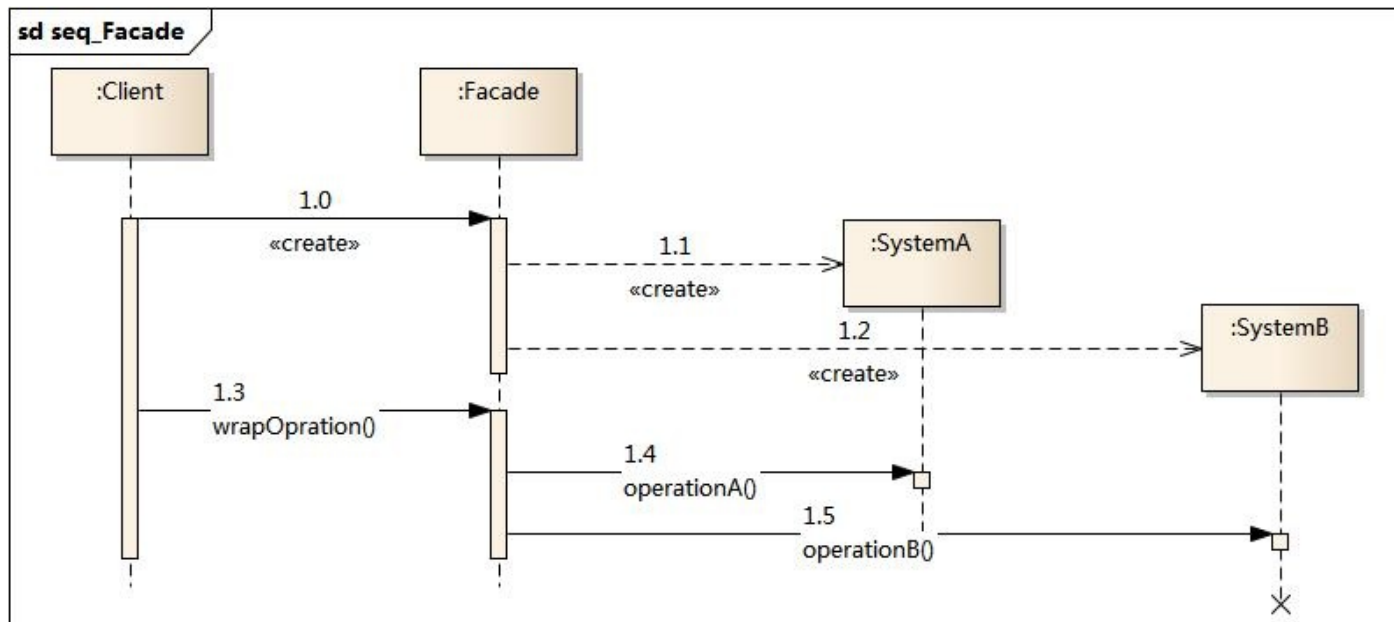 sd seq_Facade
:Client
:Facade
1.0
«create»
:SystemA
1.1
«create»
:SystemB
1.2
«create»
1.3
wrapOpration()
1.4
operationA()
1.5
operationB()